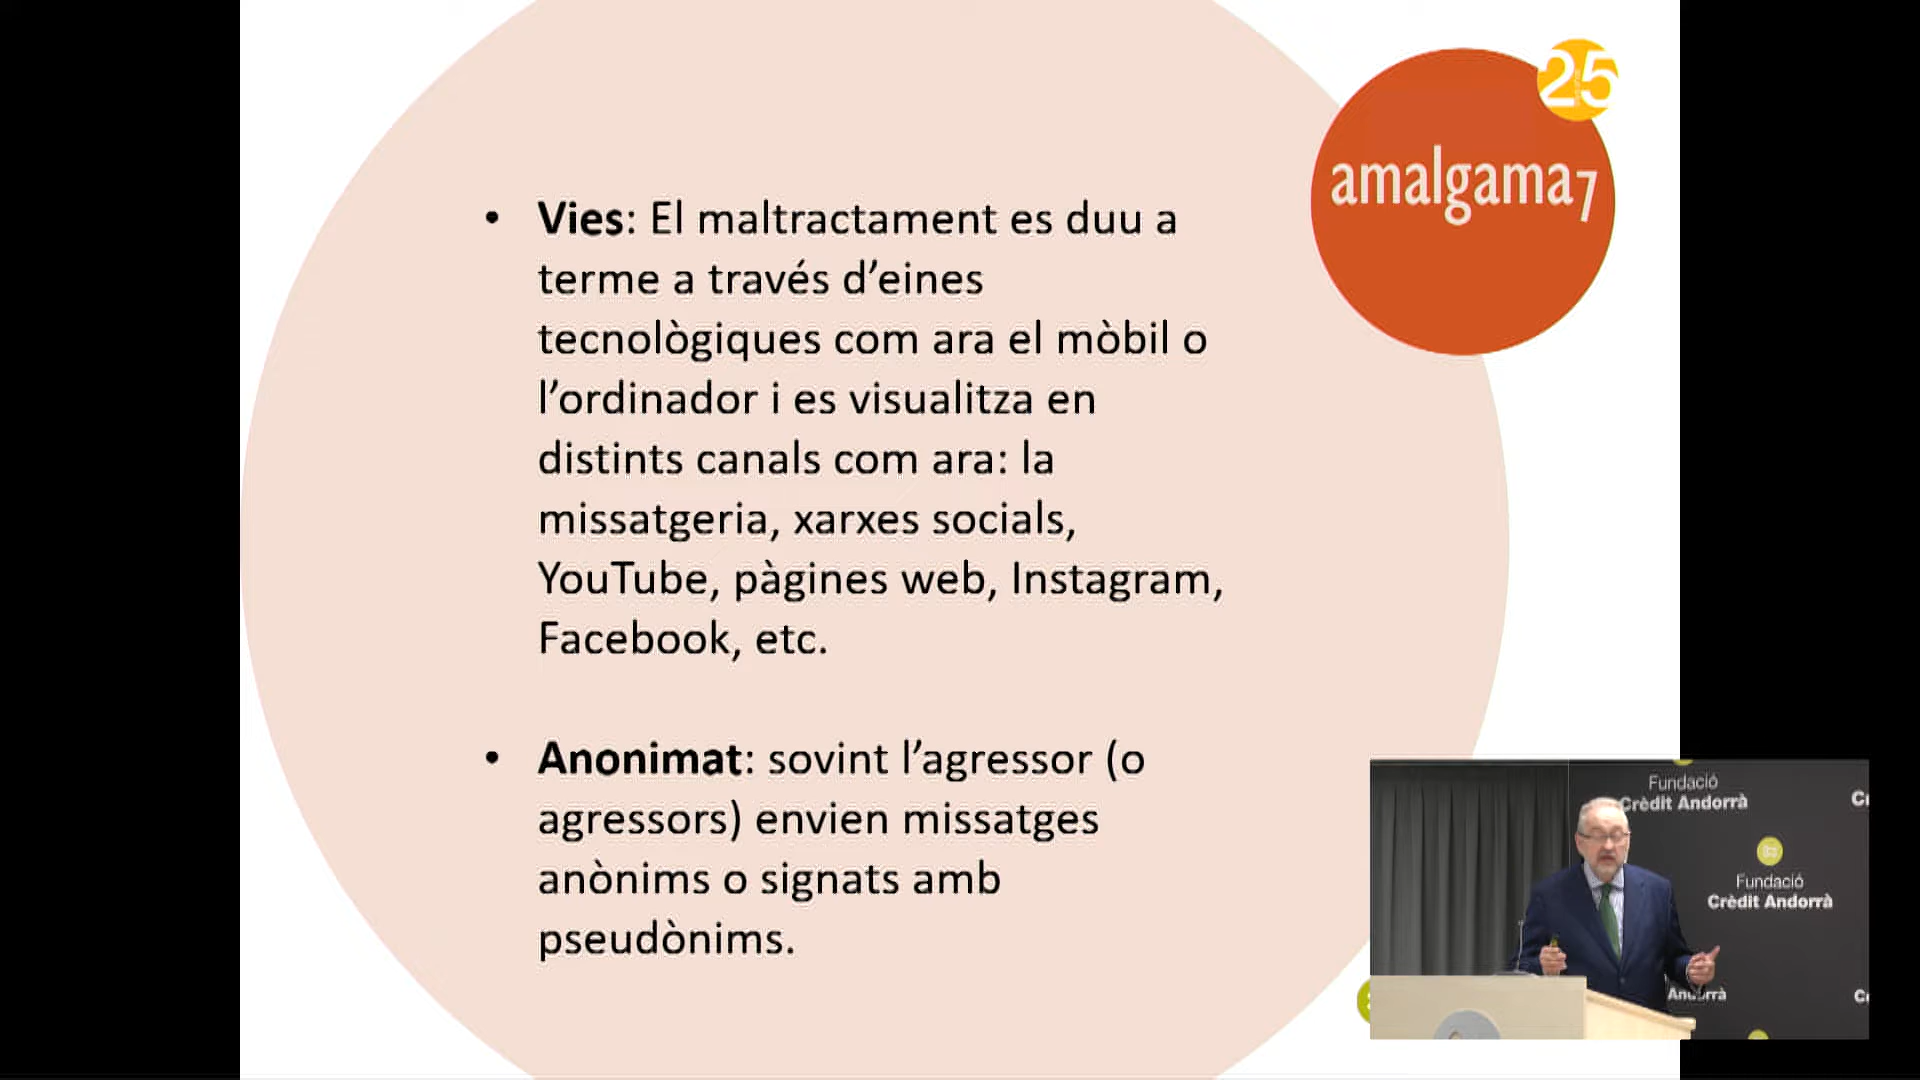 25
amalgama7
• Vies: El maltractament es duu a
terme a través d’eines
tecnològiques com ara el mòbil o
l’ordinador i es visualitza en
distints canals com ara: la
missatgeria, xarxes socials,
YouTube, pàgines web, Instagram,
Facebook, etc.
• Anonimat: sovint l’agressor (o
agressors) envien missatges
anònims o signats amb
pseudònims.
Fundació
Crèdit Andorrà
Fundació
Crèdit Andorrà